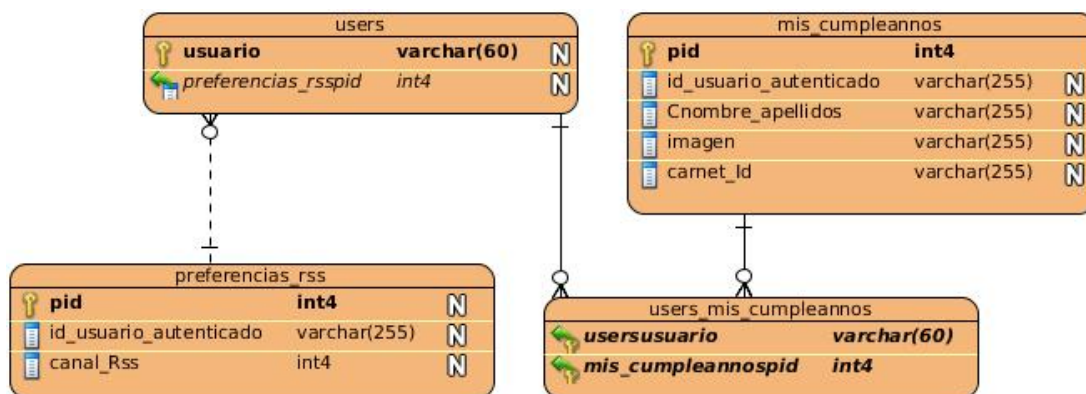 users
usuario varchar(60) N
preferencias_rsspid int4 N
mis_cumpleannos
pid int4
id_usuario_autenticado varchar(255) N
Cnombre_apellidos varchar(255) N
imagen varchar(255) N
carnet_Id varchar(255) N
preferencias_rss
pid int4 N
id_usuario_autenticado varchar(255) N
canal_Rss int4 N
users_mis_cumpleannos
usersusuario varchar(60)
mis_cumpleannospid int4